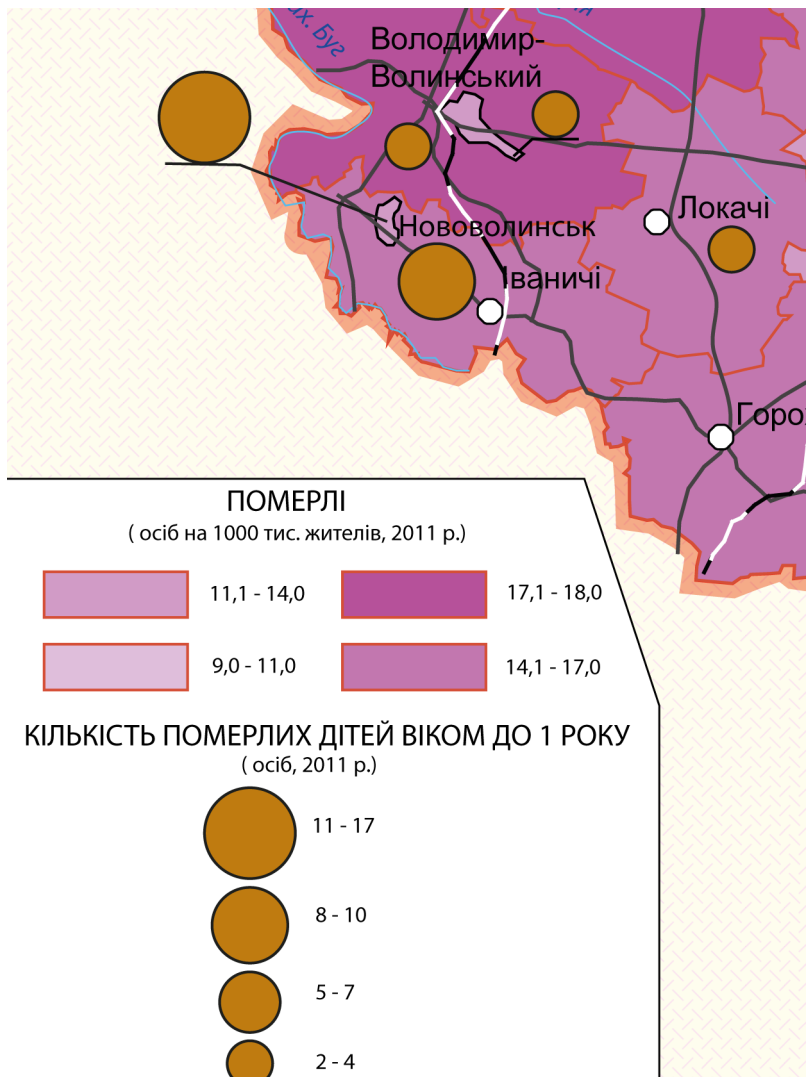 Зах. Буг
Володимир-
Волинський
Локачі
Нововолинськ
Іваничі
Горо
ПОМЕРЛІ
( осіб на 1000 тис. жителів, 2011 р.)
11,1 - 14,0
17,1 - 18,0
9,0 - 11,0
14,1 - 17,0
КІЛЬКІСТЬ ПОМЕРЛИХ ДІТЕЙ ВІКОМ ДО 1 РОКУ
( осіб, 2011 р.)
11 - 17
8 - 10
5 - 7
2 - 4